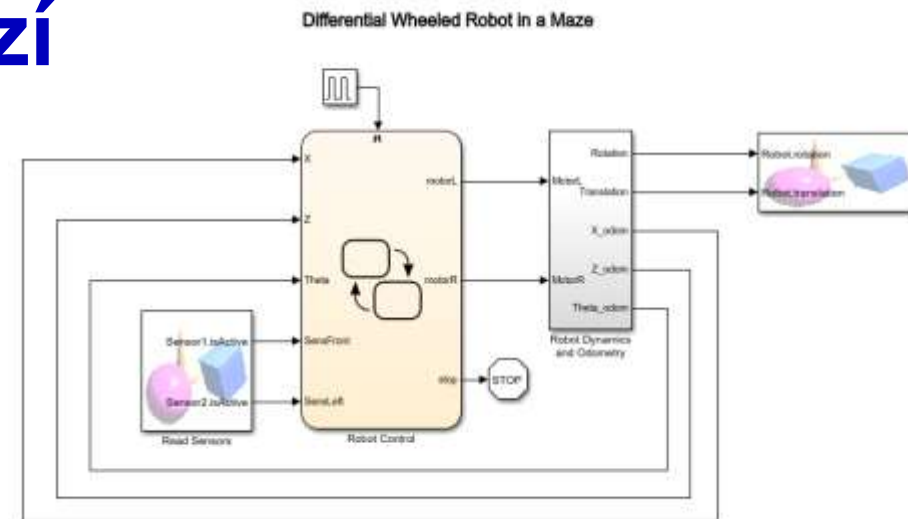 Differential Wheeled Robot in a Maze
zí
X
Z
Theta
SensFront
SensLeft
motorL
motorR
stop
Robot Control
Sensor1.isActive
Sensor2.isActive
Read Sensors
STOP
MotorL
MotorR
Rotation
Translation
X_odom
Z_odom
Theta_odom
Robot Dynamics
and Odometry
Robot.rotation
Robot.translation